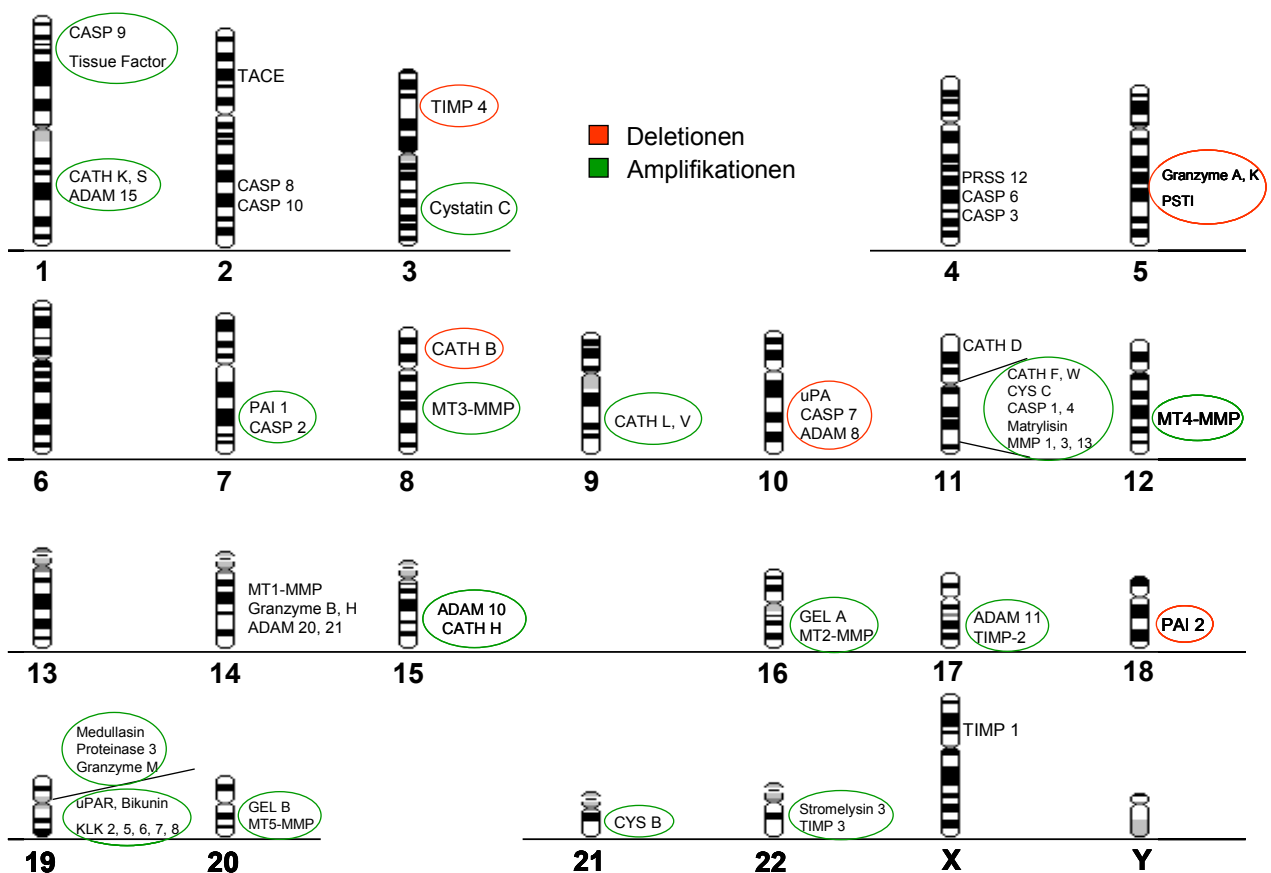 CASP 9
Tissue Factor
CATH K, S
ADAM 15
TACE
CASP 8
CASP 10
TIMP 4
Cystatin C
Deletionen
Amplifikationen
PRSS 12
CASP 6
CASP 3
Granzyme A, K
PSTI
1
2
3
4
5
PAI 1
CASP 2
CATH B
MT3-MMP
CATH L, V
uPA
CASP 7
ADAM 8
CATH D
CATH F, W
CYS C
CASP 1, 4
Matrylisin
MMP 1, 3, 13
MT4-MMP
6
7
8
9
10
11
12
MT1-MMP
Granzyme B, H
ADAM 20, 21
ADAM 10
CATH H
GEL A
MT2-MMP
ADAM 11
TIMP-2
PAI 2
13
14
15
16
17
18
Medullasin
Proteinase 3
Granzyme M
uPAR, Bikunin
KLK 2, 5, 6, 7, 8
GEL B
MT5-MMP
CYS B
Stromelysin 3
TIMP 3
TIMP 1
19
20
21
22
X
Y